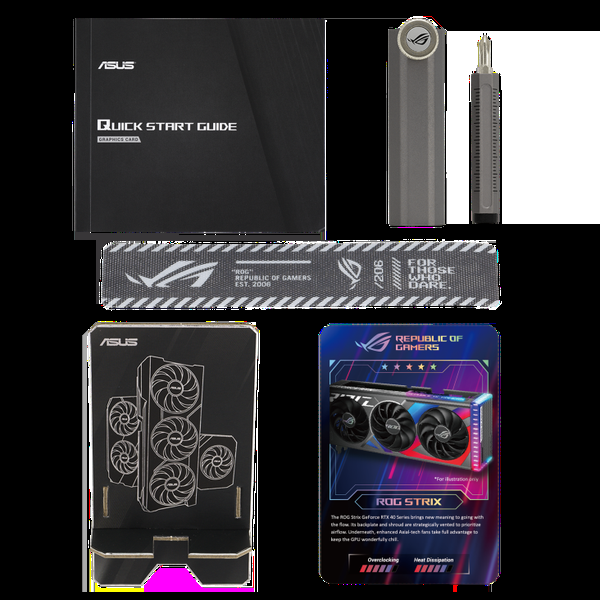 ASUS
QUICK START GUIDE
GRAPHICS CARD
"ROG"
REPUBLIC OF GAMERS
EST. 2006
/206
FOR
THOSE
WHO
DARE.
ASUS
REPUBLIC OF
GAMERS
*For illustration only
ROG STRIX
The ROG Strix GeForce RTX 40 Series brings new meaning to going with
the flow. Its backplate and shroud are strategically vented to prioritize
airflow. Underneath, enhanced Axial-tech fans take full advantage to
keep the GPU wonderfully chill.
Overclocking
Heat Dissipation